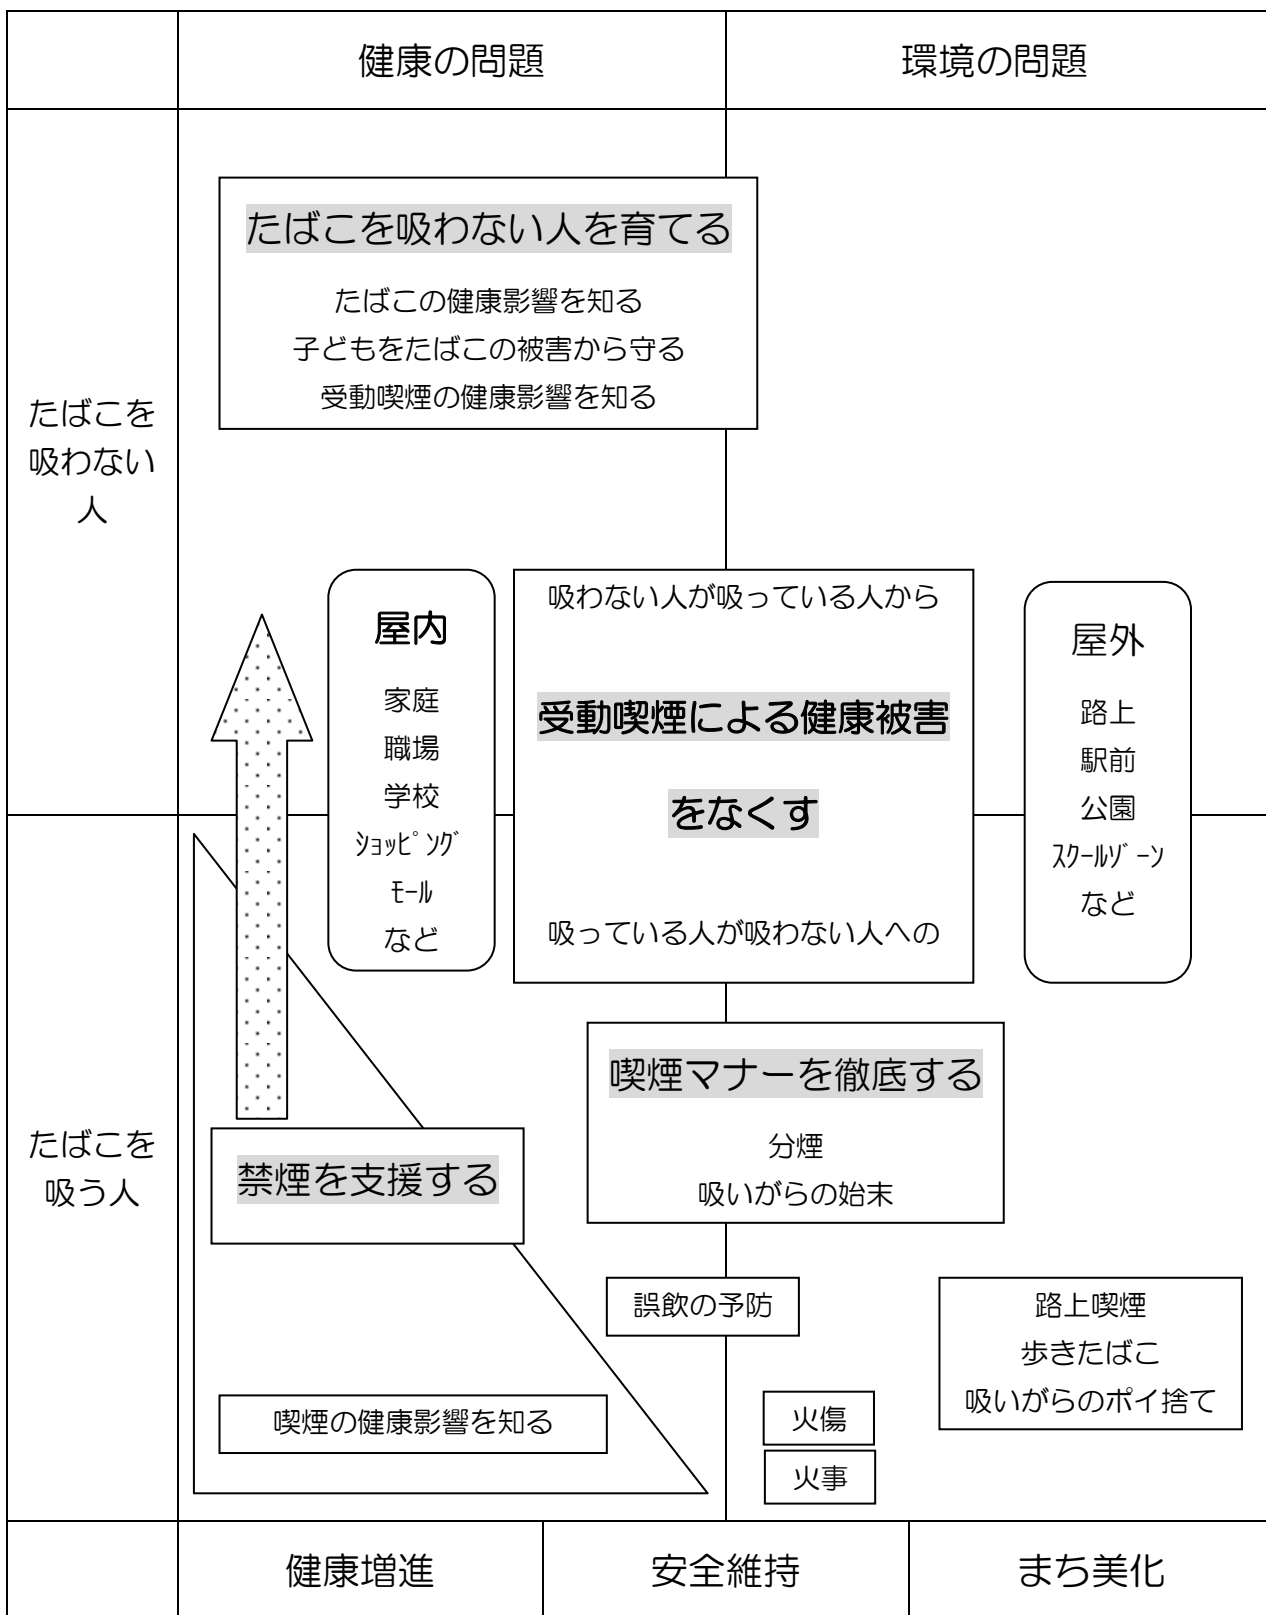 健康の問題
環境の問題
たばこを吸わない人を育てる
たばこの健康影響を知る
子どもをたばこの被害から守る
受動喫煙の健康影響を知る
たばこを
吸わない
人
屋内
家庭
職場
学校
ｼｮｯﾋﾟﾝｸﾞ
ﾓｰﾙ
など
吸わない人が吸っている人から
受動喫煙による健康被害
をなくす
吸っている人が吸わない人への
屋外
路上
駅前
公園
ｽｸｰﾙｿﾞｰﾝ
など
たばこを
吸う人
禁煙を支援する
喫煙マナーを徹底する
分煙
吸いがらの始末
誤飲の予防
路上喫煙
歩きたばこ
吸いがらのポイ捨て
喫煙の健康影響を知る
火傷
火事
健康増進
安全維持
まち美化